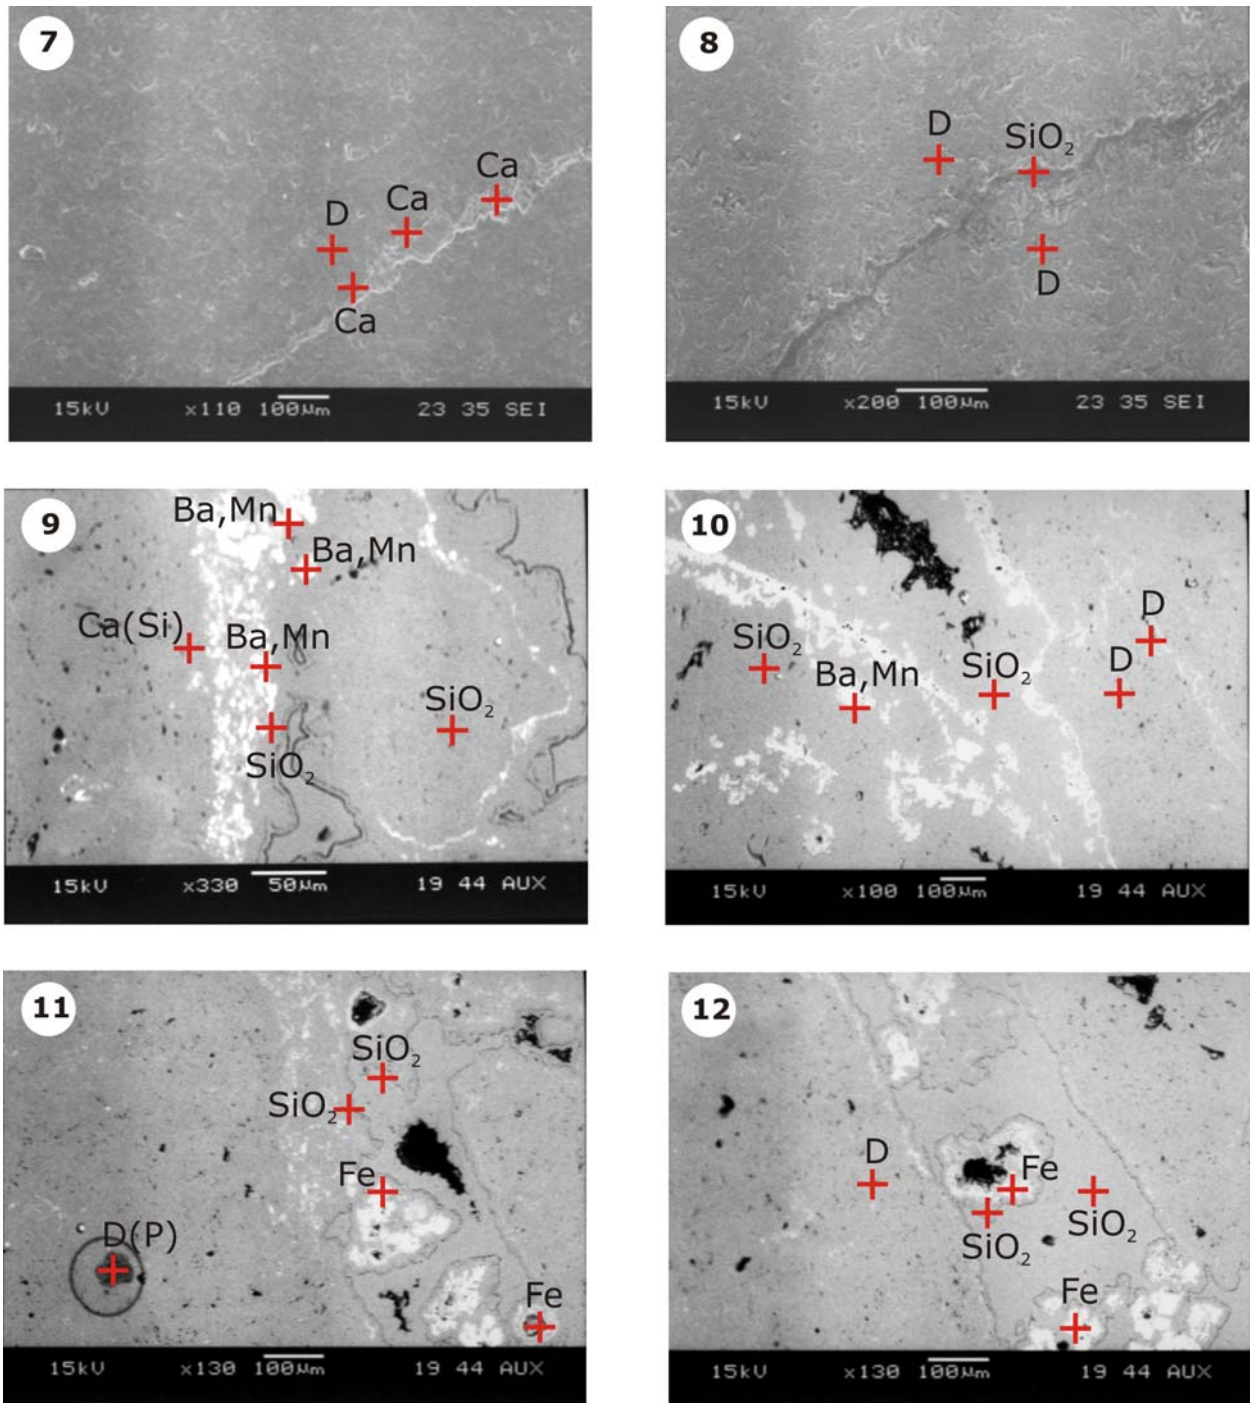 7
Ca
D
Ca
Ca
15kV x110 100µm 23 35 SEI
8
D
SiO₂
D
15kV x200 100µm 23 35 SEI
9
Ba,Mn
Ba,Mn
Ca(Si)
Ba,Mn
SiO₂
SiO₂
15kV x330 50µm 19 44 AUX
10
D
SiO₂
D
Ba,Mn
SiO₂
15kV x100 100µm 19 44 AUX
11
SiO₂
SiO₂
Fe
D(P)
Fe
15kV x130 100µm 19 44 AUX
12
D
Fe
SiO₂
SiO₂
Fe
15kV x130 100µm 19 44 AUX